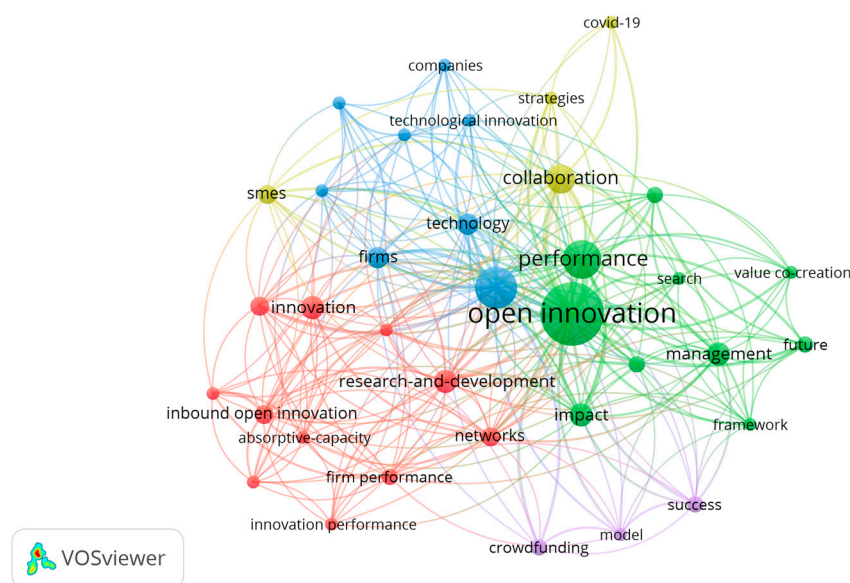 covid-19
companies
strategies
technological innovation
collaboration
smes
technology
performance
firms
search
value co-creation
innovation
open innovation
future
management
research-and-development
inbound open innovation
impact
absorptive-capacity
networks
framework
firm performance
success
innovation performance
model
crowdfunding
VOSviewer